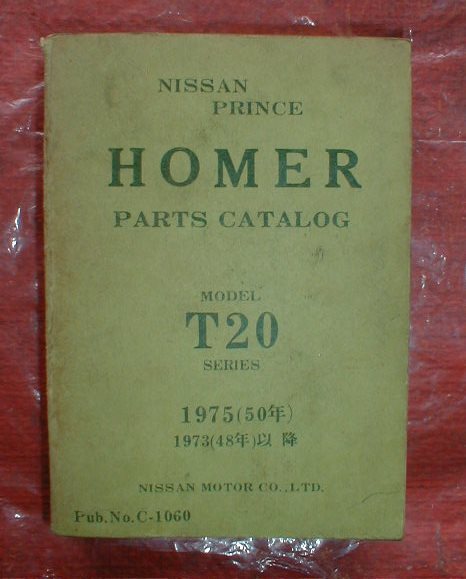 NISSAN
PRINCE
HOMER
PARTS CATALOG
MODEL
T20
SERIES
1975(50年)
1973(48年)以降
NISSAN MOTOR CO.,LTD.
Pub.No.C-1060